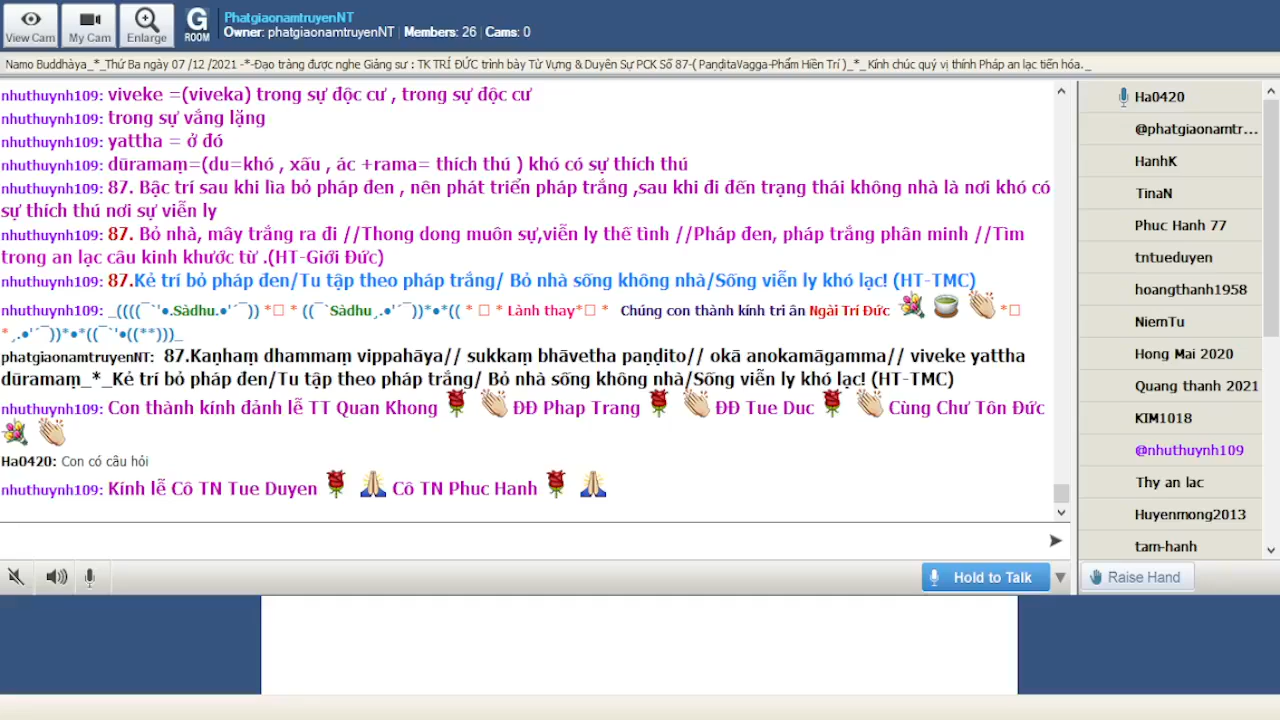 View Cam
My Cam
Enlarge
G ROOM
PhatgiaonamtruyenNT
Owner: phatgiaonamtruyenNT | Members: 26 | Cams: 0
Namo Buddhàya_*_Thứ Ba ngày 07 /12 /2021 -*-Đạo tràng được nghe Giảng sư : TK TRÍ ĐỨC trình bày Từ Vựng & Duyên Sự PCK Số 87-( PaṇḍitaVagga-Phẩm Hiền Trí )_*_ Kính chúc quý vị thính Pháp an lạc tiến hóa._
nhuthuynh109: viveke =(viveka) trong sự độc cư , trong sự độc cư
nhuthuynh109: trong sự vắng lặng
nhuthuynh109: yattha = ở đó
nhuthuynh109: dūramaṃ=(du=khó , xấu , ác +rama= thích thú ) khó có sự thích thú
nhuthuynh109: 87. Bậc trí sau khi lìa bỏ pháp đen , nên phát triển pháp trắng ,sau khi đi đến trạng thái không nhà là nơi khó có
sự thích thú nơi sự viễn ly
nhuthuynh109: 87. Bỏ nhà, mây trắng ra đi //Thong dong muôn sự,viễn ly thế tình //Pháp đen, pháp trắng phân minh //Tìm
trong an lạc câu kinh khước từ .(HT-Giới Đức)
nhuthuynh109: 87.Kẻ trí bỏ pháp đen/Tu tập theo pháp trắng/ Bỏ nhà sống không nhà/Sống viễn ly khó lạc! (HT-TMC)
nhuthuynh109: _((((¯`'•.Sàdhu.•'´¯)) *□ * ((¯`Sàdhu¸.•'´¯))*•*(( * □ * Lành thay*□ * Chúng con thành kính tri ân Ngài Trí Đức *□
*¸.•'´¯))*•*((¯`'•((**)))_
phatgiaonamtruyenNT: 87.Kaṇhaṃ dhammaṃ vippahāya// sukkaṃ bhāvetha paṇḍito// okā anokamāgamma// viveke yattha
dūramaṃ_*_Kẻ trí bỏ pháp đen/Tu tập theo pháp trắng/ Bỏ nhà sống không nhà/Sống viễn ly khó lạc! (HT-TMC)
nhuthuynh109: Con thành kính đảnh lễ TT Quan Khong 🌹 👏 ĐĐ Phap Trang 🌹 👏 ĐĐ Tue Duc 🌹 👏 Cùng Chư Tôn Đức
💐 👏
Ha0420: Con có câu hỏi
nhuthuynh109: Kính lễ Cô TN Tue Duyen 🌹 🙏 Cô TN Phuc Hanh 🌹 🙏
Hold to Talk
Ha0420
@phatgiaonamtr...
HanhK
TinaN
Phuc Hanh 77
tntueduyen
hoangthanh1958
NiemTu
Hong Mai 2020
Quang thanh 2021
KIM1018
@nhuthuynh109
Thy an lac
Huyenmong2013
tam-hanh
Raise Hand